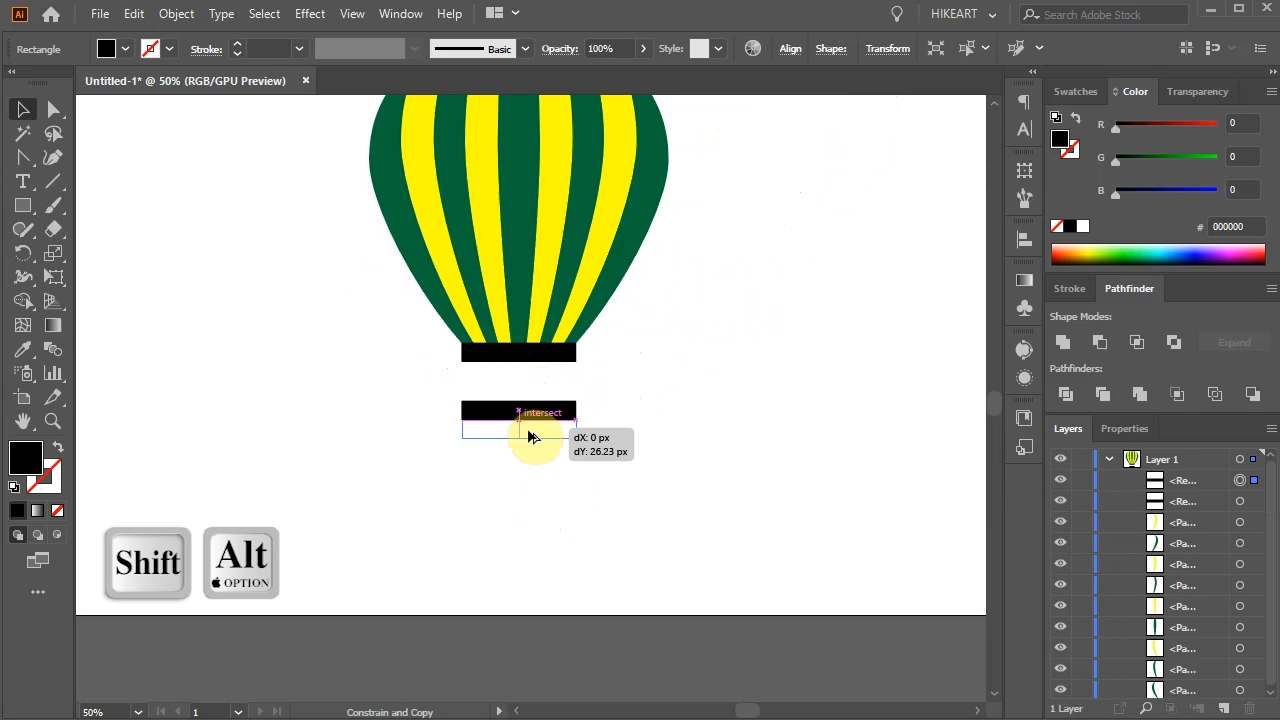 Ai File Edit Object Type Select Effect View Window Help HIKEART Search Adobe Stock
Rectangle Stroke: Basic Opacity: 100% Style: Align Shape: Transform
Untitled-1* @ 50% (RGB/GPU Preview)
Swatches Color Transparency
R 0
G 0
B 0
# 000000
Stroke Pathfinder
Shape Modes:
Expand
Pathfinders:
intersect
dX: 0 px
dY: 26.23 px
Layers Properties
Layer 1
<Re...
<Re...
<Pa...
<Pa...
<Pa...
<Pa...
<Pa...
<Pa...
<Pa...
<Pa...
<Pa...
Shift
Alt
OPTION
50% 1 Constrain and Copy 1 Layer